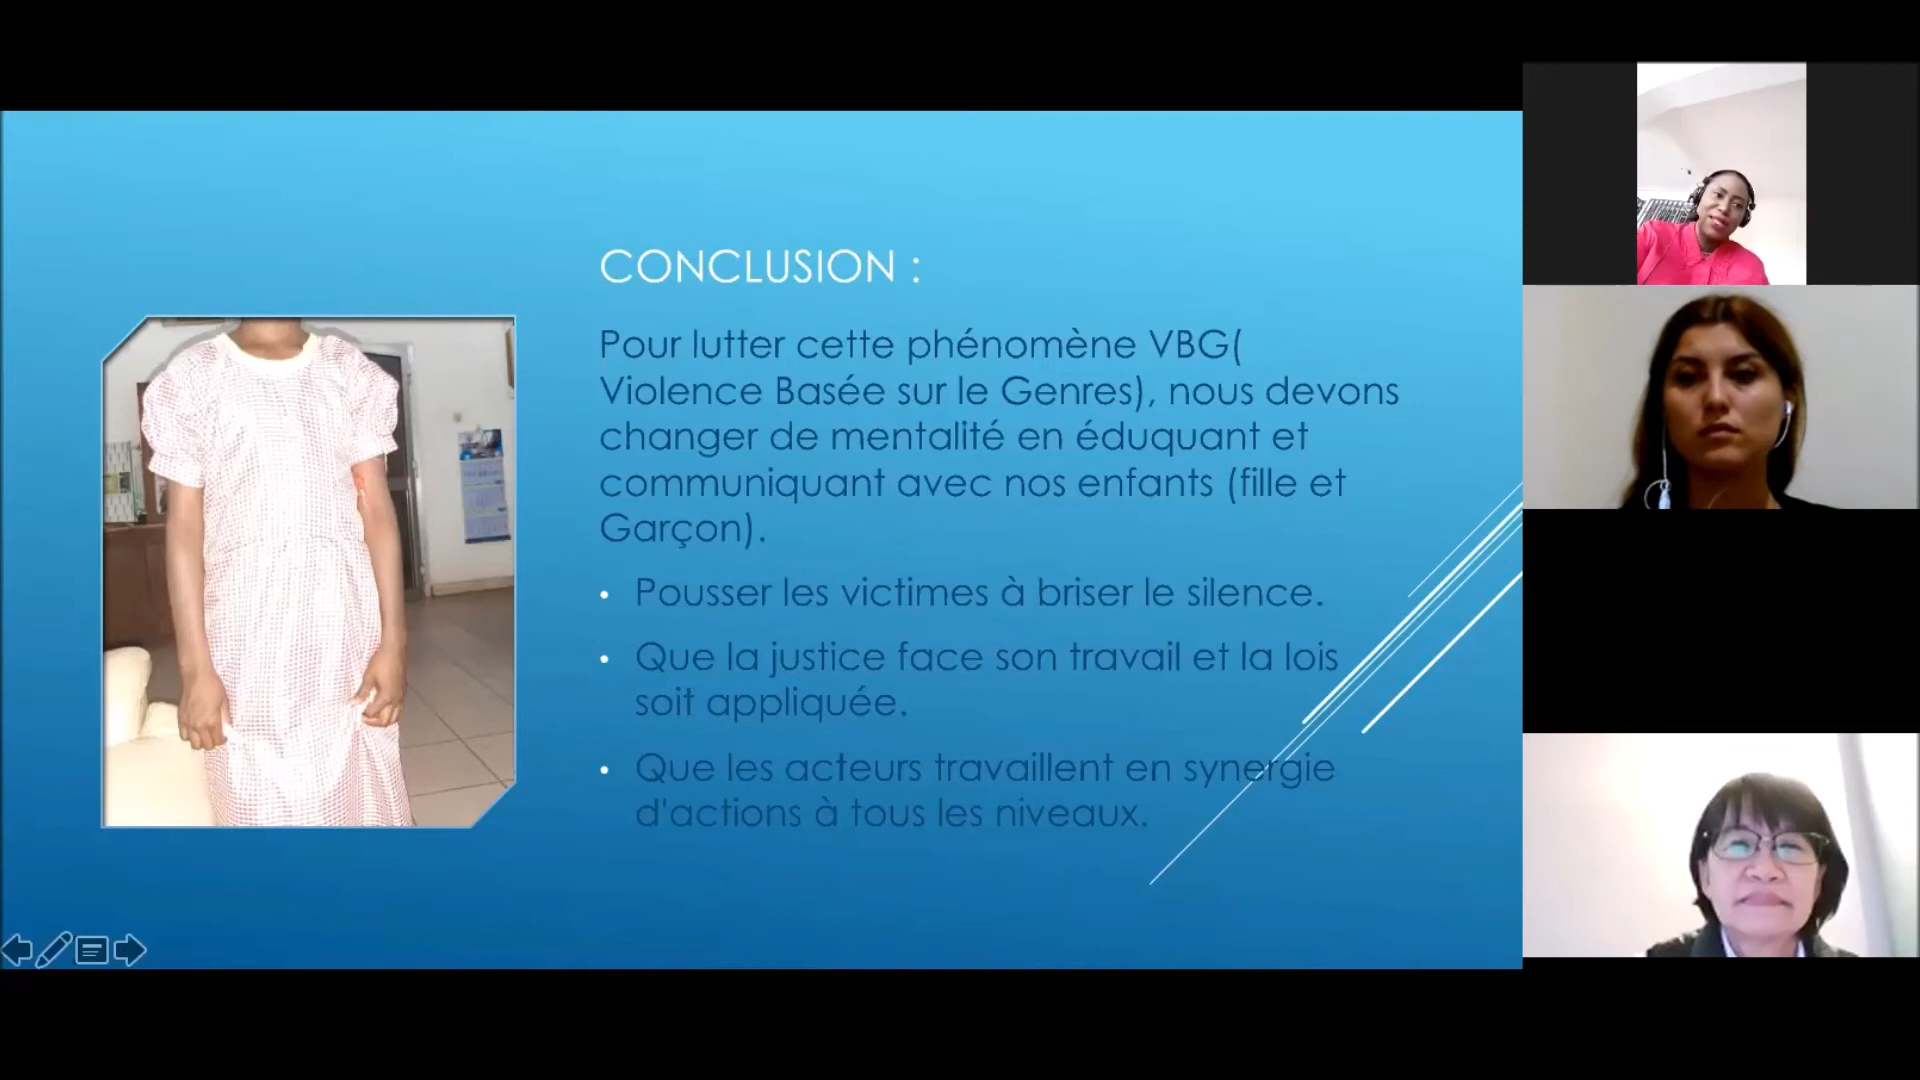 CONCLUSION :
Pour lutter cette phénomène VBG(
Violence Basée sur le Genres), nous devons
changer de mentalité en éduquant et
communiquant avec nos enfants (fille et
Garçon).
• Pousser les victimes à briser le silence.
• Que la justice face son travail et la lois
soit appliquée.
• Que les acteurs travaillent en synergie
d'actions à tous les niveaux.